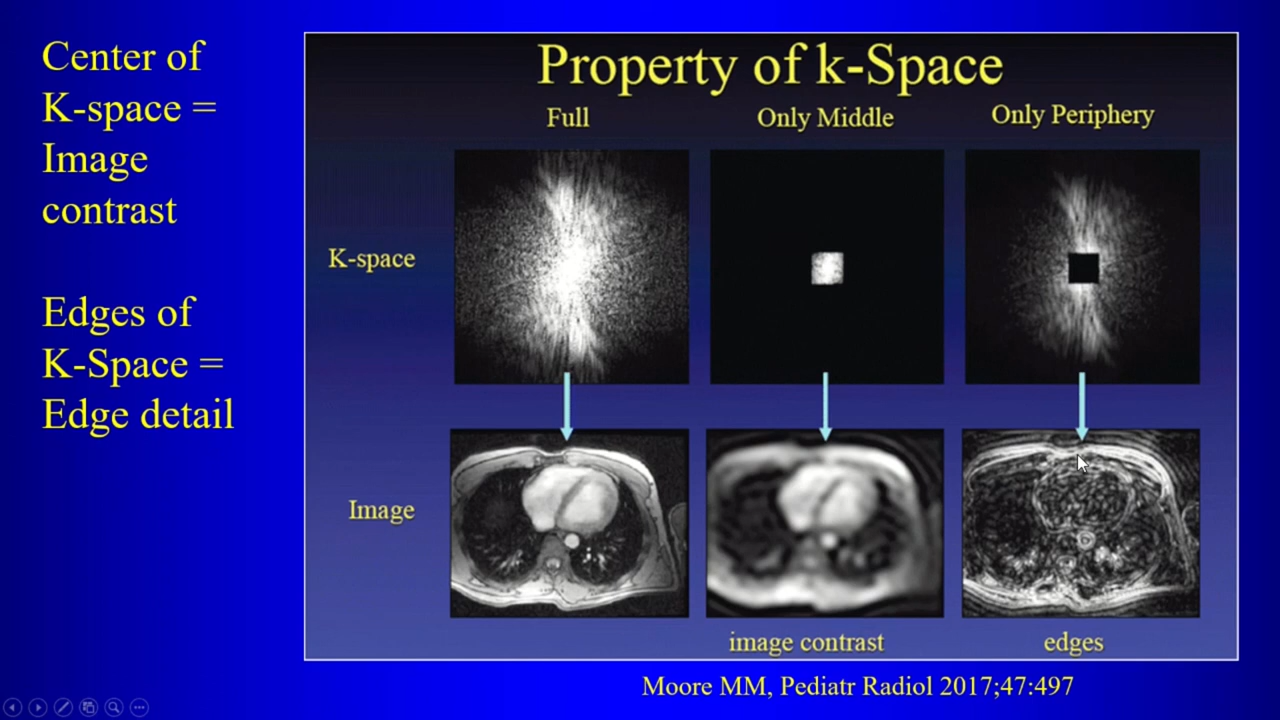 Center of
K-space =
Image
contrast
Edges of
K-Space =
Edge detail
Property of k-Space
Full
Only Middle
Only Periphery
K-space
Image
image contrast
edges
Moore MM, Pediatr Radiol 2017;47:497